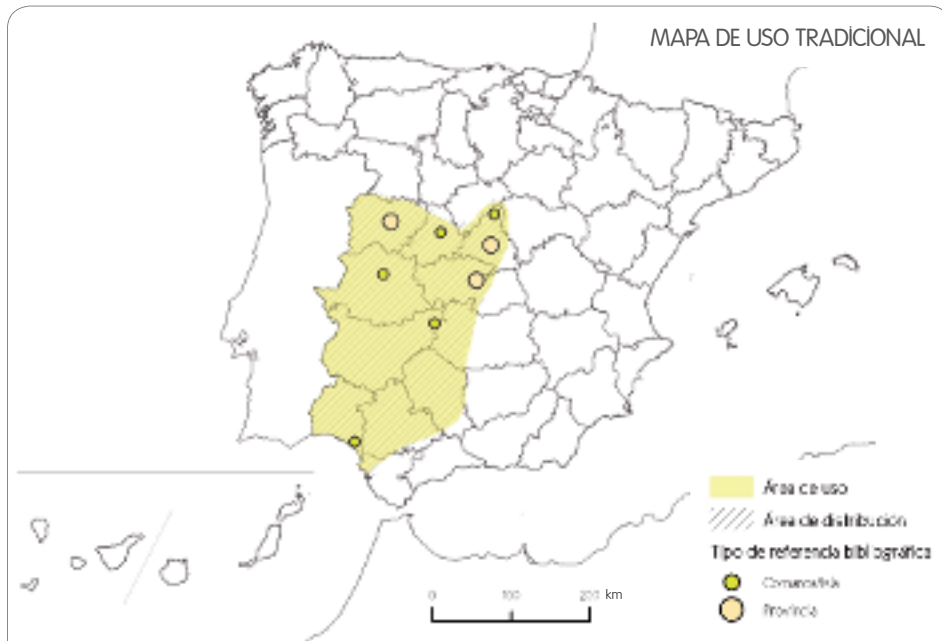 MAPA DE USO TRADICIONAL
Área de uso
Área de distribución
Tipo de referencia bibliográfica
Comarca/Isla
Provincia
0 100 200 km